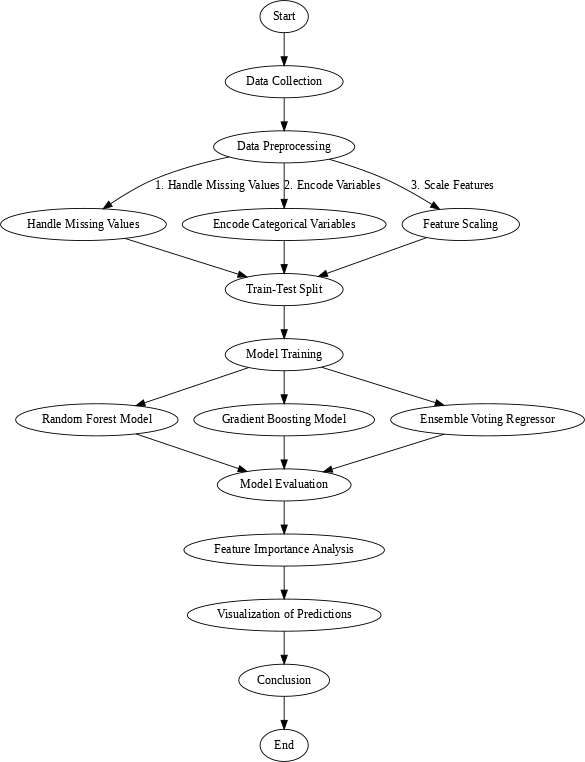 Start
Data Collection
Data Preprocessing
1. Handle Missing Values
2. Encode Variables
3. Scale Features
Handle Missing Values
Encode Categorical Variables
Feature Scaling
Train-Test Split
Model Training
Random Forest Model
Gradient Boosting Model
Ensemble Voting Regressor
Model Evaluation
Feature Importance Analysis
Visualization of Predictions
Conclusion
End